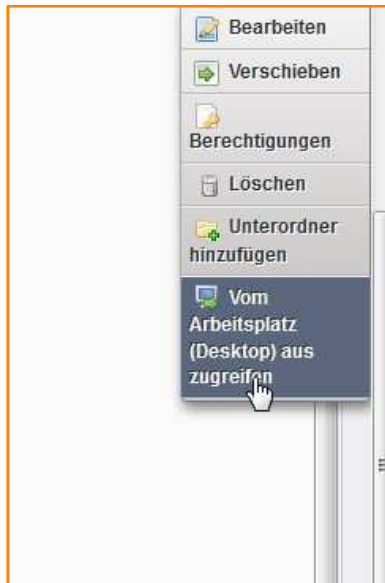 Bearbeiten
Verschieben
Berechtigungen
Löschen
Unterordner
hinzufügen
Vom
Arbeitsplatz
(Desktop) aus
zugreifen